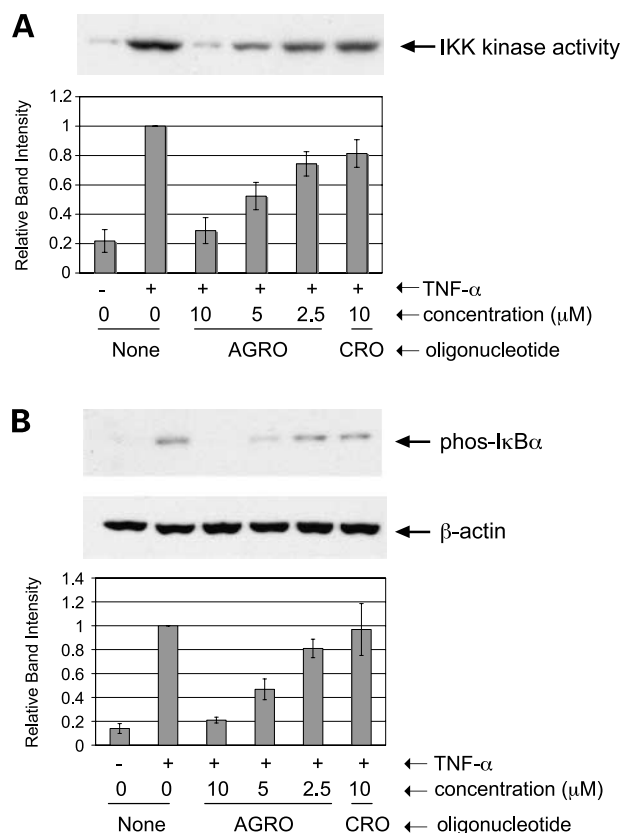 A
IKK kinase activity
Relative Band Intensity
1.2
1
0.8
0.6
0.4
0.2
0
- + + + + + TNF-α
0 0 10 5 2.5 10 concentration (μM)
None AGRO CRO oligonucleotide
B
phos-IκBα
β-actin
Relative Band Intensity
1.4
1.2
1
0.8
0.6
0.4
0.2
0
- + + + + + TNF-α
0 0 10 5 2.5 10 concentration (μM)
None AGRO CRO oligonucleotide